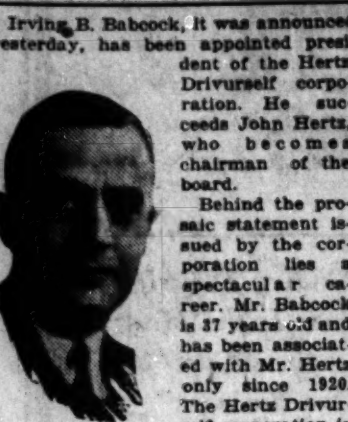 Irving B. Babcock, it was announced
yesterday, has been appointed presi
dent of the Hertz
Drivurself corpo-
ration. He suc
ceeds John Hertz,
who becomes
chairman of the
board.
Behind the pro-
saic statement is-
sued by the cor-
poration lies a
spectacular ca-
reer. Mr. Babcock
is 37 years old and
has been associat-
ed with Mr. Hertz
only since 1920.
The Hertz Drivur-